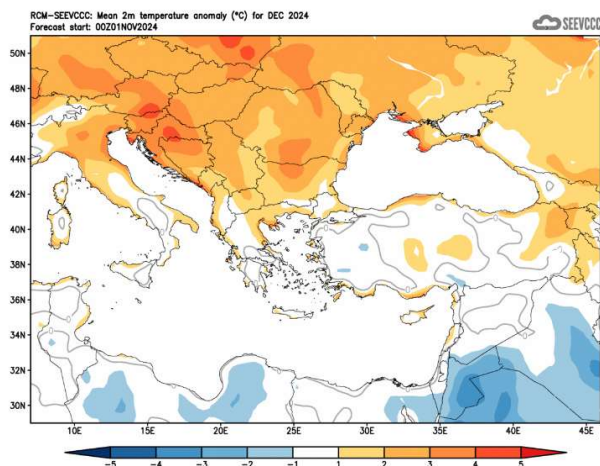 RCM-SEEVCCC: Mean 2m temperature anomaly (°C) for DEC 2024
Forecast start: 00Z01NOV2024
SEEVCCC
50N
48N
46N
44N
42N
40N
38N
36N
34N
32N
30N
10E 15E 20E 25E 30E 35E 40E 45E
-5 -4 -3 -2 -1 1 2 3 4 5